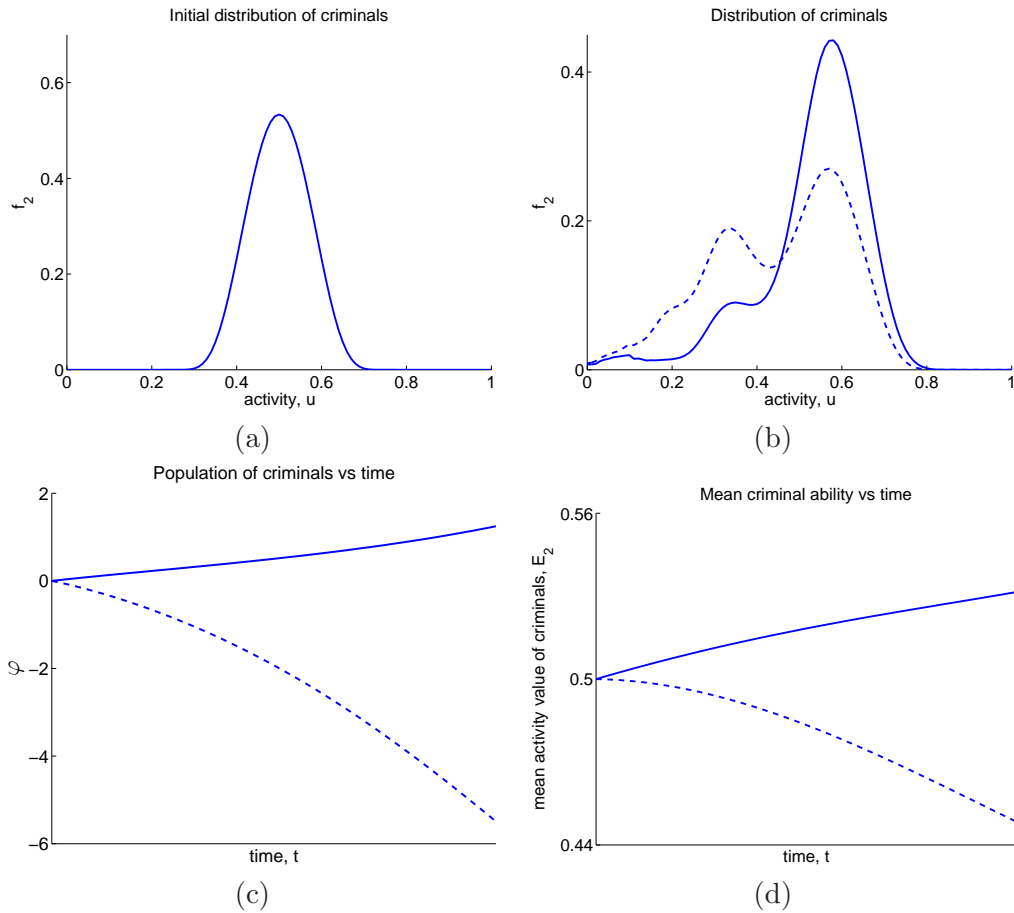 Initial distribution of criminals
f₂
0.6
0.4
0.2
0
0 0.2 0.4 0.6 0.8 1
activity, u
(a)
Distribution of criminals
f₂
0.4
0.2
0
0 0.2 0.4 0.6 0.8 1
activity, u
(b)
Population of criminals vs time
φ
2
0
−2
−4
−6
time, t
(c)
Mean criminal ability vs time
mean activity value of criminals, E₂
0.56
0.5
0.44
time, t
(d)